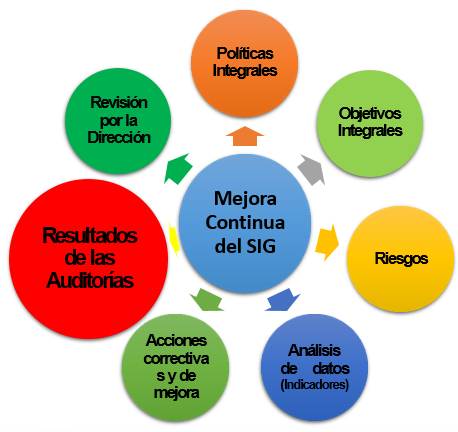 Políticas
Integrales
Objetivos
Integrales
Riesgos
Análisis
de datos
(Indicadores)
Acciones
correctiva
s y de
mejora
Resultados
de las
Auditorías
Revisión
por la
Dirección
Mejora
Continua
del SIG